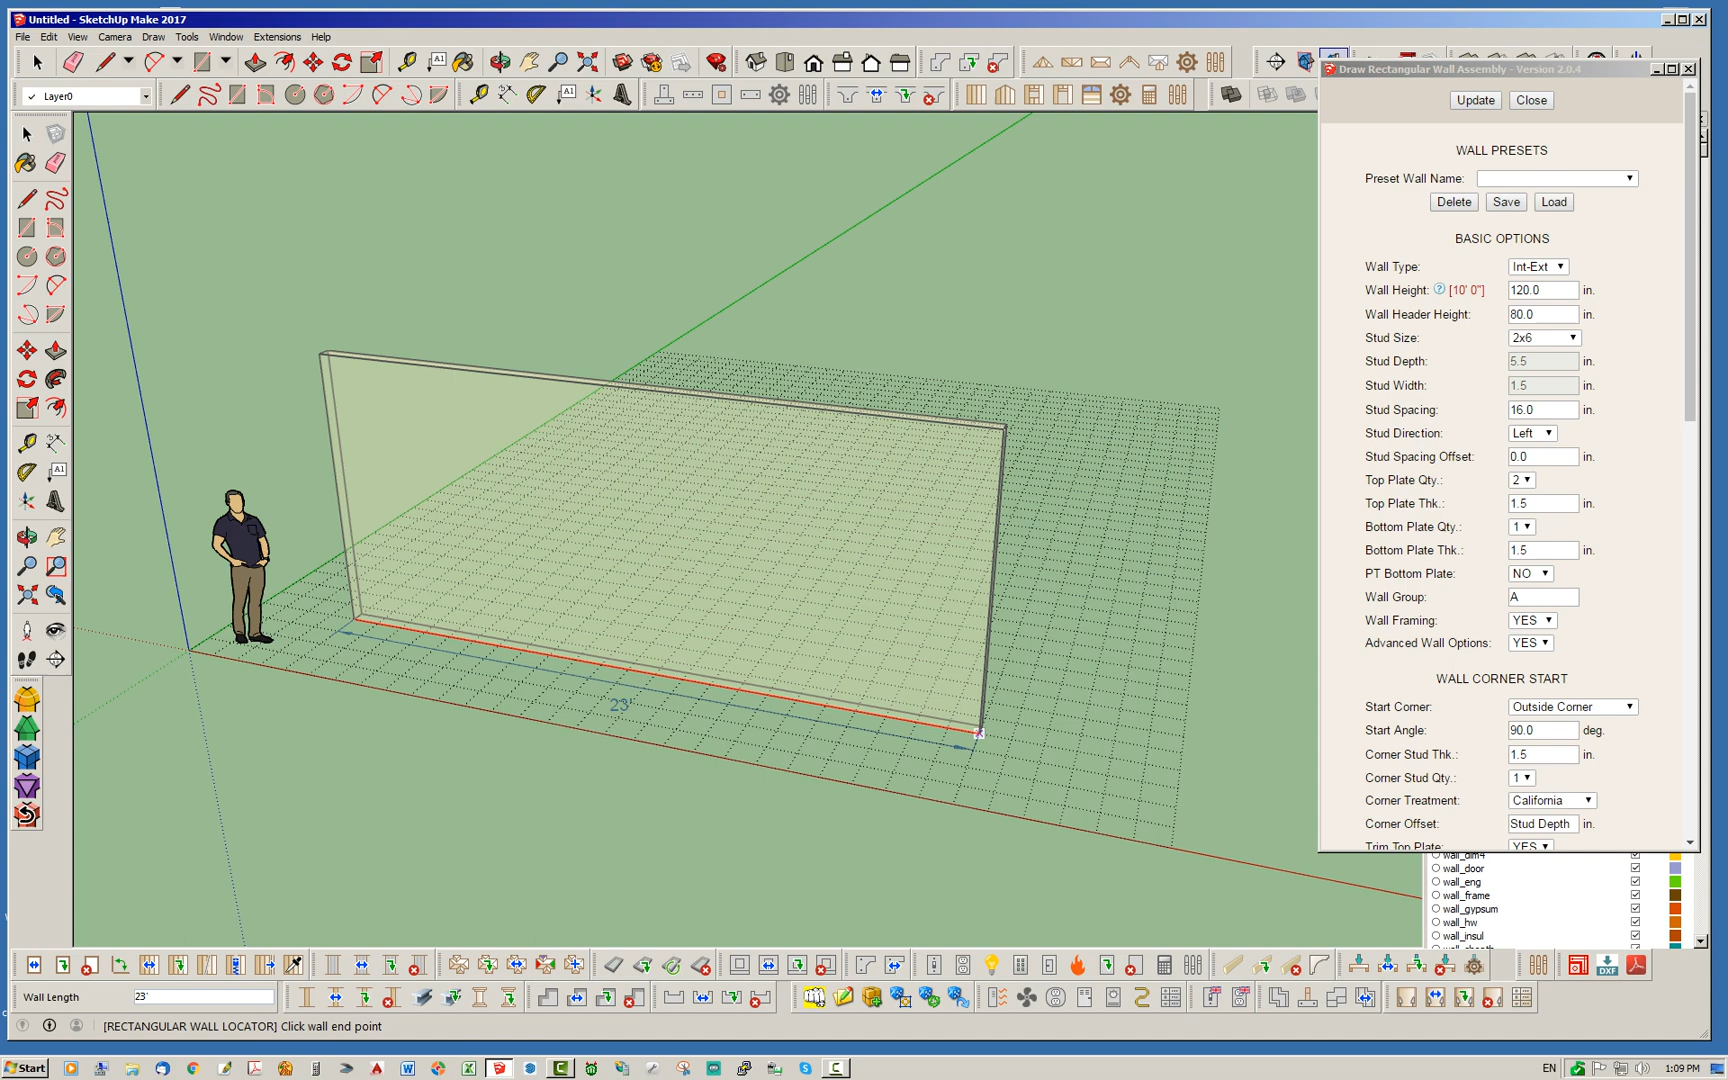 Untitled - SketchUp Make 2017
File Edit View Camera Draw Tools Window Extensions Help
Layer0
Draw Rectangular Wall Assembly - Version 2.0.4
Update Close
WALL PRESETS
Preset Wall Name:
Delete Save Load
BASIC OPTIONS
Wall Type: Int-Ext
Wall Height: [10' 0"] 120.0 in.
Wall Header Height: 80.0 in.
Stud Size: 2x6
Stud Depth: 5.5 in.
Stud Width: 1.5 in.
Stud Spacing: 16.0 in.
Stud Direction: Left
Stud Spacing Offset: 0.0 in.
Top Plate Qty.: 2
Top Plate Thk.: 1.5 in.
Bottom Plate Qty.: 1
Bottom Plate Thk.: 1.5 in.
PT Bottom Plate: NO
Wall Group: A
Wall Framing: YES
Advanced Wall Options: YES
WALL CORNER START
Start Corner: Outside Corner
Start Angle: 90.0 deg.
Corner Stud Thk.: 1.5 in.
Corner Stud Qty.: 1
Corner Treatment: California
Corner Offset: Stud Depth in.
Trim Top Plate: YES
wall_dim4
wall_door
wall_eng
wall_frame
wall_gypsum
wall_hw
wall_insul
23'
Wall Length 23'
[RECTANGULAR WALL LOCATOR] Click wall end point
Start EN 1:09 PM